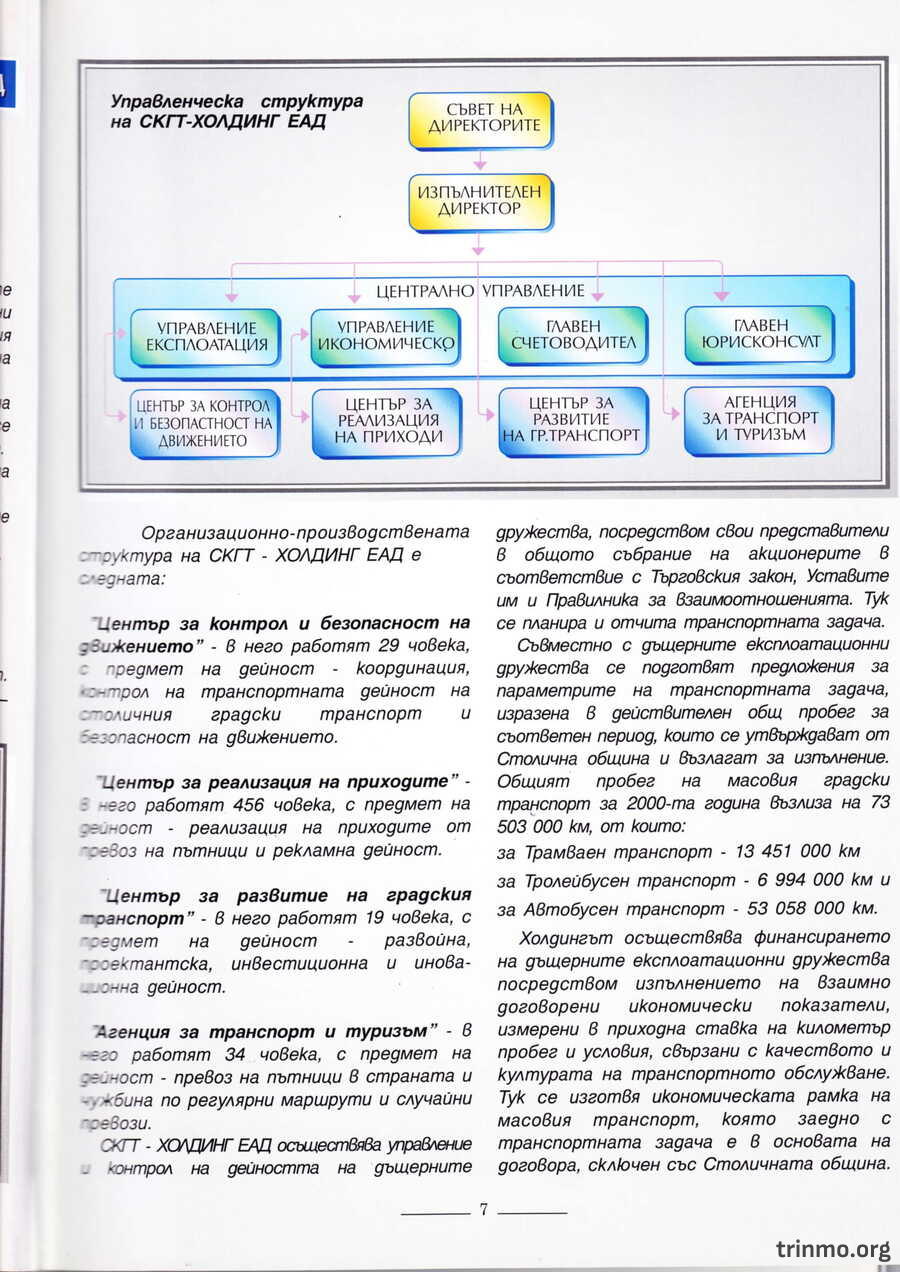 Управленческа структура
на СКГТ-ХОЛДИНГ ЕАД
СЪВЕТ НА
ДИРЕКТОРИТЕ
ИЗПЪЛНИТЕЛЕН
ДИРЕКТОР
ЦЕНТРАЛНО УПРАВЛЕНИЕ
УПРАВЛЕНИЕ
ЕКСПЛОАТАЦИЯ
УПРАВЛЕНИЕ
ИКОНОМИЧЕСКО
ГЛАВЕН
СЧЕТОВОДИТЕЛ
ГЛАВЕН
ЮРИСКОНСУЛТ
ЦЕНТЪР ЗА КОНТРОЛ
И БЕЗОПАСТНОСТ НА
ДВИЖЕНИЕТО
ЦЕНТЪР ЗА
РЕАЛИЗАЦИЯ
НА ПРИХОДИ
ЦЕНТЪР ЗА
РАЗВИТИЕ
НА ГР.ТРАНСПОРТ
АГЕНЦИЯ
ЗА ТРАНСПОРТ
И ТУРИЗЪМ
Организационно-производствената
структура на СКГТ - ХОЛДИНГ ЕАД е
следната:
"Център за контрол и безопасност на
движението" - в него работят 29 човека,
с предмет на дейност - координация,
контрол на транспортната дейност на
столичния градски транспорт и
безопасност на движението.
"Център за реализация на приходите" -
в него работят 456 човека, с предмет на
дейност - реализация на приходите от
превоз на пътници и рекламна дейност.
"Център за развитие на градския
транспорт" - в него работят 19 човека, с
предмет на дейност - развойна,
проектантска, инвестиционна и инова-
ционна дейност.
"Агенция за транспорт и туризъм" - в
него работят 34 човека, с предмет на
дейност - превоз на пътници в страната и
чужбина по регулярни маршрути и случайни
превози.
СКГТ - ХОЛДИНГ ЕАД осъществява управление
и контрол на дейността на дъщерните
дружества, посредством свои представители
в общото събрание на акционерите в
съответствие с Търговския закон, Уставите
им и Правилника за взаимоотношенията. Тук
се планира и отчита транспортната задача.
Съвместно с дъщерните експлоатационни
дружества се подготвят предложения за
параметрите на транспортната задача,
изразена в действителен общ пробег за
съответен период, които се утвърждават от
Столична община и възлагат за изпълнение.
Общият пробег на масовия градски
транспорт за 2000-та година възлиза на 73
503 000 км, от които:
за Трамваен транспорт - 13 451 000 км
за Тролейбусен транспорт - 6 994 000 км и
за Автобусен транспорт - 53 058 000 км.
Холдингът осъществява финансирането
на дъщерните експлоатационни дружества
посредством изпълнението на взаимно
договорени икономически показатели,
измерени в приходна ставка на километър
пробег и условия, свързани с качеството и
културата на транспортното обслужване.
Тук се изготвя икономическата рамка на
масовия транспорт, която заедно с
транспортната задача е в основата на
договора, сключен със Столичната община.
7
trinmo.org